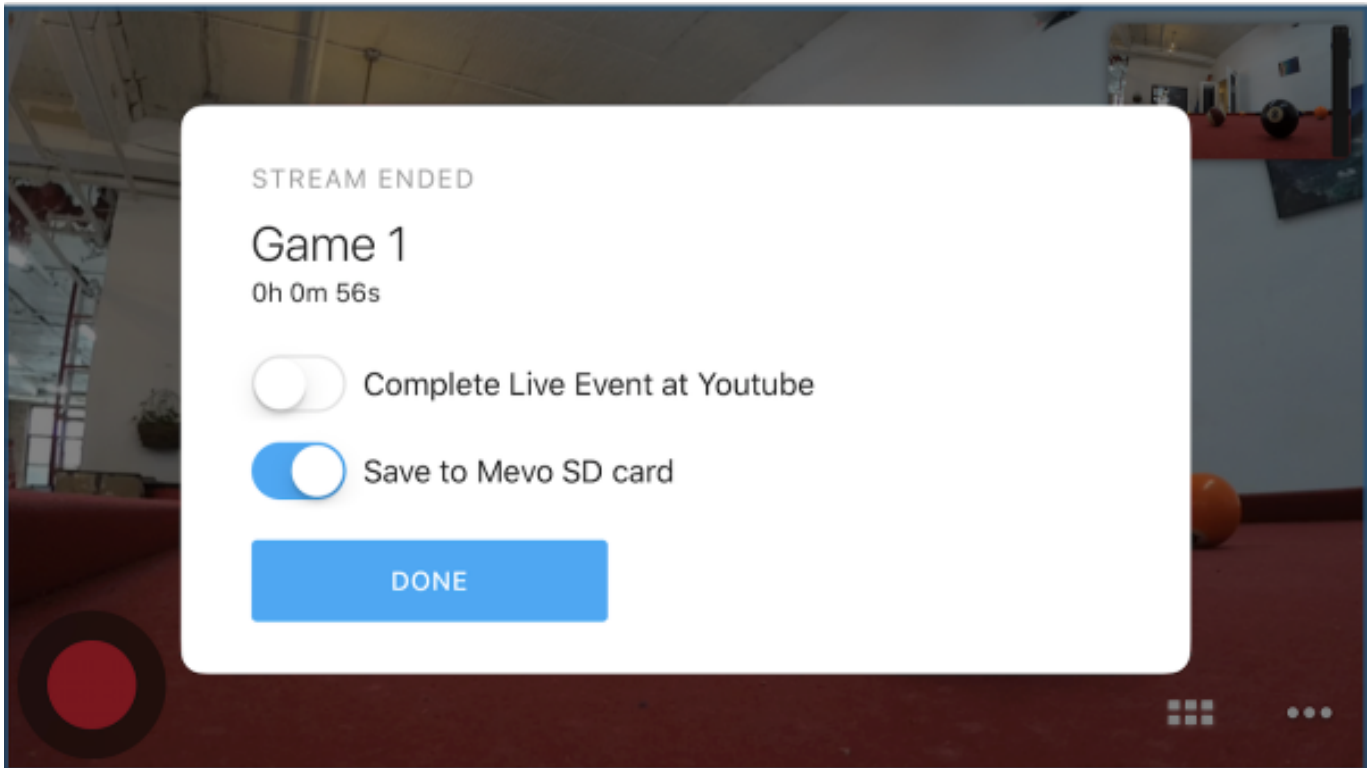 STREAM ENDED
Game 1
0h 0m 56s
Complete Live Event at Youtube
Save to Mevo SD card
DONE